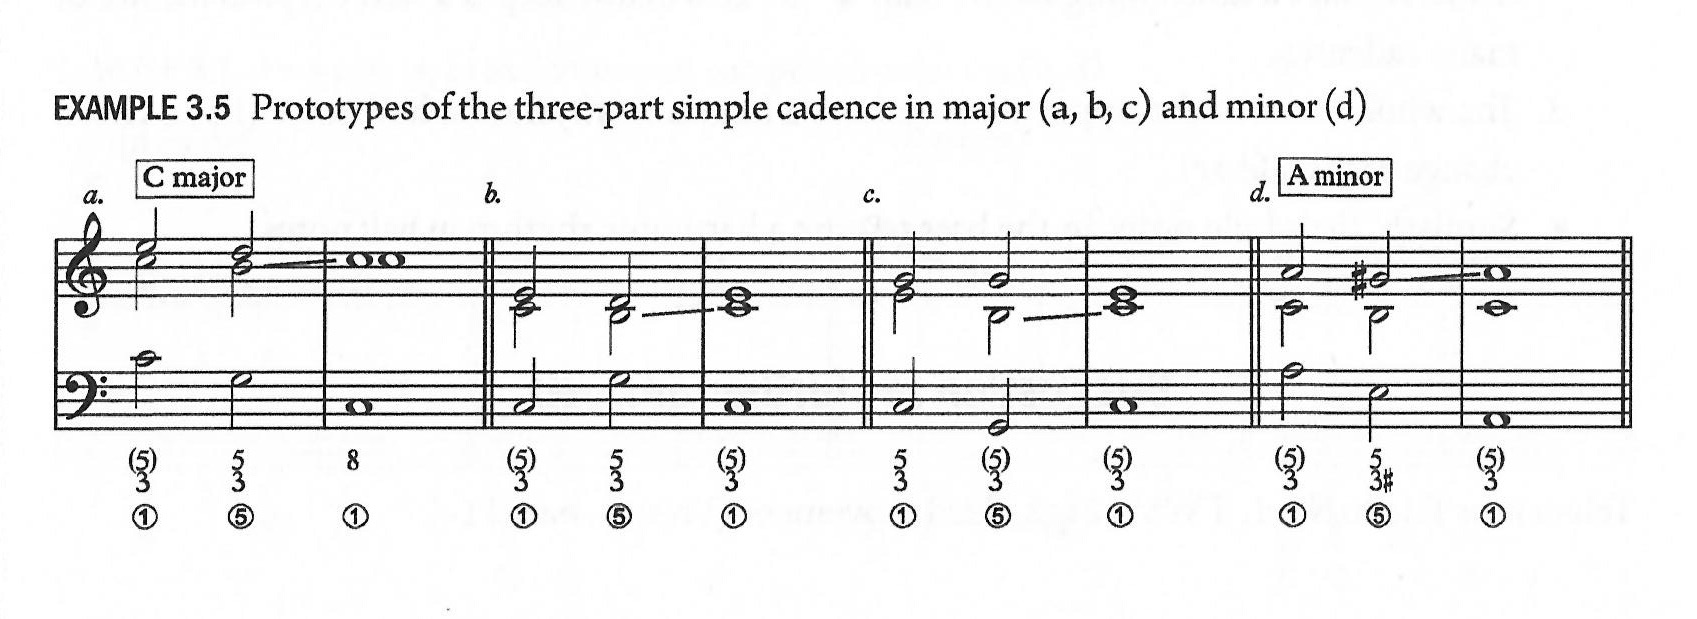 EXAMPLE 3.5 Prototypes of the three-part simple cadence in major (a, b, c) and minor (d)
a. C major b. c. d. A minor
(5) 5 8 (5) 5 (5) 5 (5) (5) (5) 5 (5)
3 3 3 3 3 3 3 3 3 3♯ 3
① ⑤ ① ① ⑤ ① ① ⑤ ① ① ⑤ ①